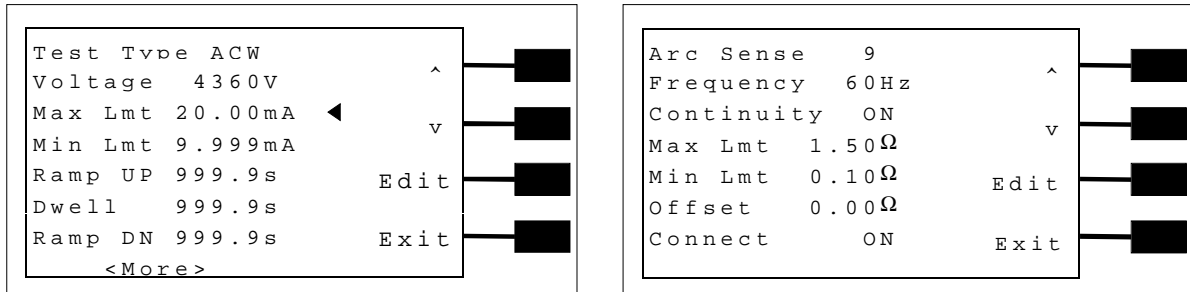 Test Type ACW
Voltage 4360V
^
Max Lmt 20.00mA ◀
v
Min Lmt 9.999mA
Ramp UP 999.9s
Edit
Dwell 999.9s
Ramp DN 999.9s
Exit
<More>
Arc Sense 9
Frequency 60Hz
^
Continuity ON
v
Max Lmt 1.50Ω
Min Lmt 0.10Ω
Edit
Offset 0.00Ω
Connect ON
Exit